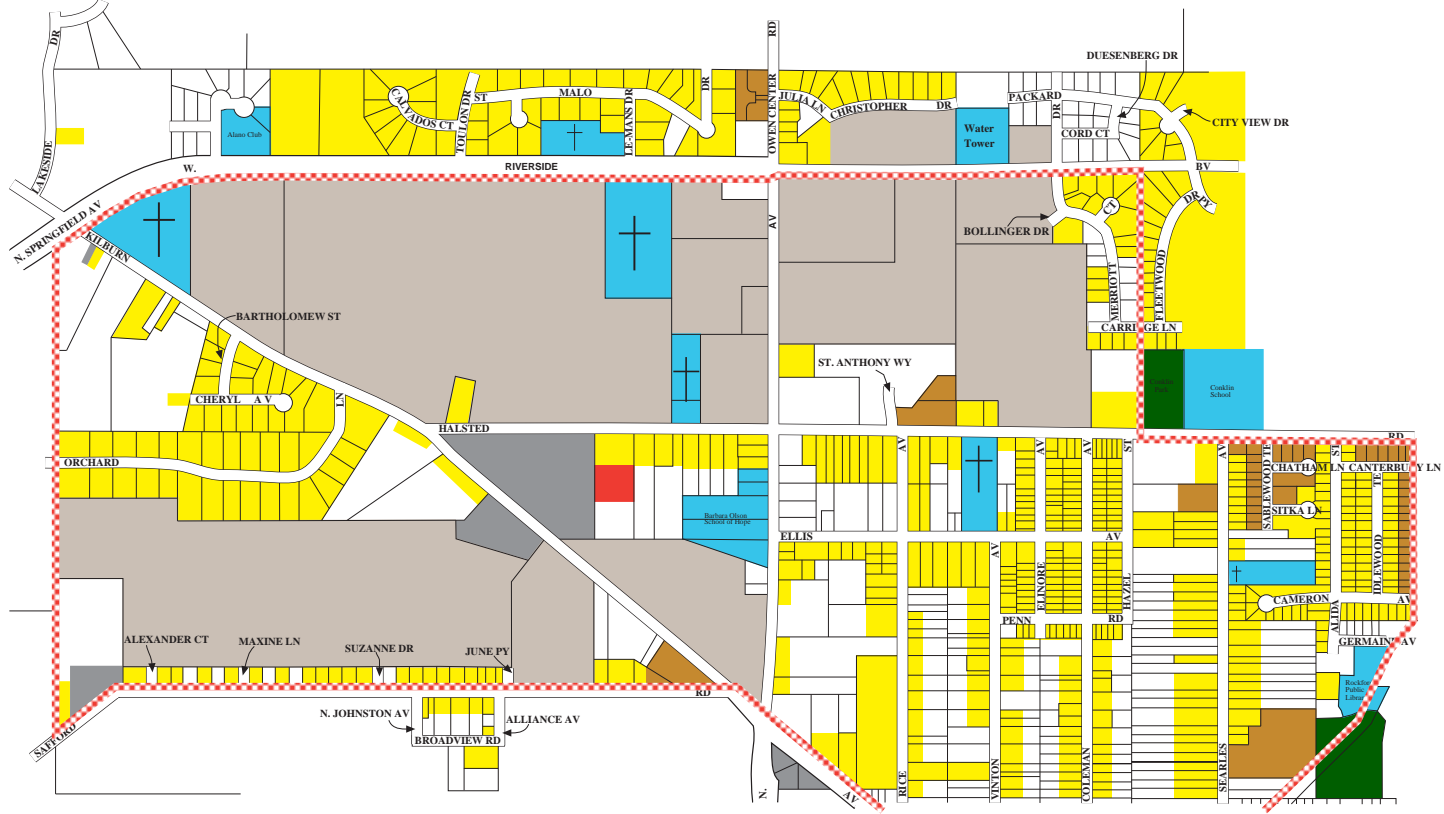 DUESENBERG DR
DR
RD
DR
MALO
ST
CALVADOS CT
TOULON DR
LE-MANS DR
OWEN CENTER
JULIA LN
CHRISTOPHER
DR
PACKARD
DR
CORD CT
CITY VIEW DR
Alano Club
Water
Tower
LAKESIDE
W.
RIVERSIDE
BV
N. SPRINGFIELD AV
KILBURN
AV
CT
DR
PY
BOLLINGER DR
MERRIOTT
FLEETWOOD
BARTHOLOMEW ST
CARRIAGE LN
ST. ANTHONY WY
Conklin
Park
Conklin
School
CHERYL AV
LN
HALSTED
RD
ORCHARD
AV
AV
AV
ST
AV
SABLEWOOD TE
ST
TE
CHATHAM LN
CANTERBURY LN
SITKA LN
Barbara Olson
School of Hope
ELLIS
AV
AV
ELINORE
HAZEL
IDLEWOOD
CAMERON
AV
ALIDA
PENN
RD
GERMAINE AV
ALEXANDER CT
MAXINE LN
SUZANNE DR
JUNE PY
RD
Rockford
Public
Library
N. JOHNSTON AV
ALLIANCE AV
BROADVIEW RD
SAFFORD
N.
AV
RICE
VINTON
COLEMAN
SEARLES